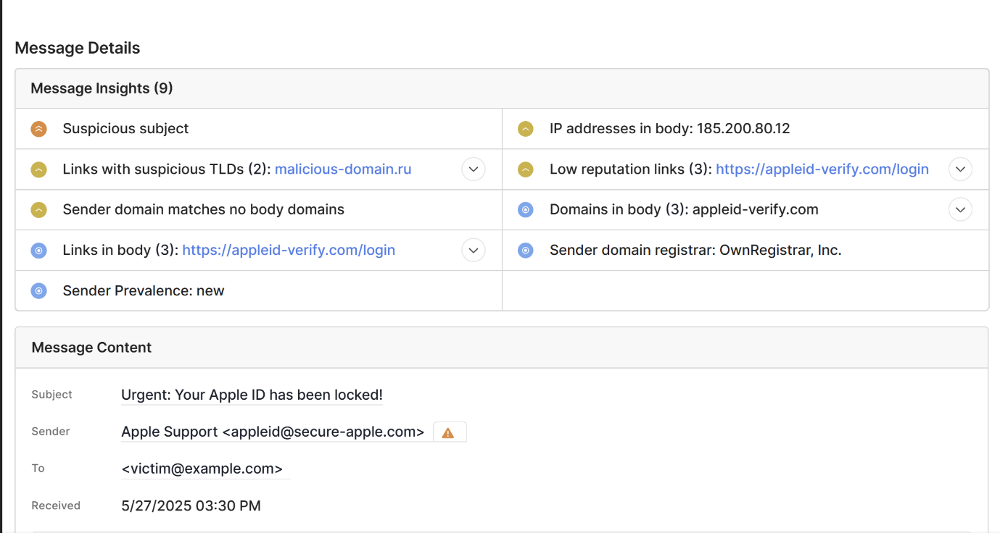 Message Details
Message Insights (9)
Suspicious subject
IP addresses in body: 185.200.80.12
Links with suspicious TLDs (2): malicious-domain.ru
Low reputation links (3): https://appleid-verify.com/login
Sender domain matches no body domains
Domains in body (3): appleid-verify.com
Links in body (3): https://appleid-verify.com/login
Sender domain registrar: OwnRegistrar, Inc.
Sender Prevalence: new
Message Content
Subject Urgent: Your Apple ID has been locked!
Sender Apple Support <appleid@secure-apple.com>
To <victim@example.com>
Received 5/27/2025 03:30 PM